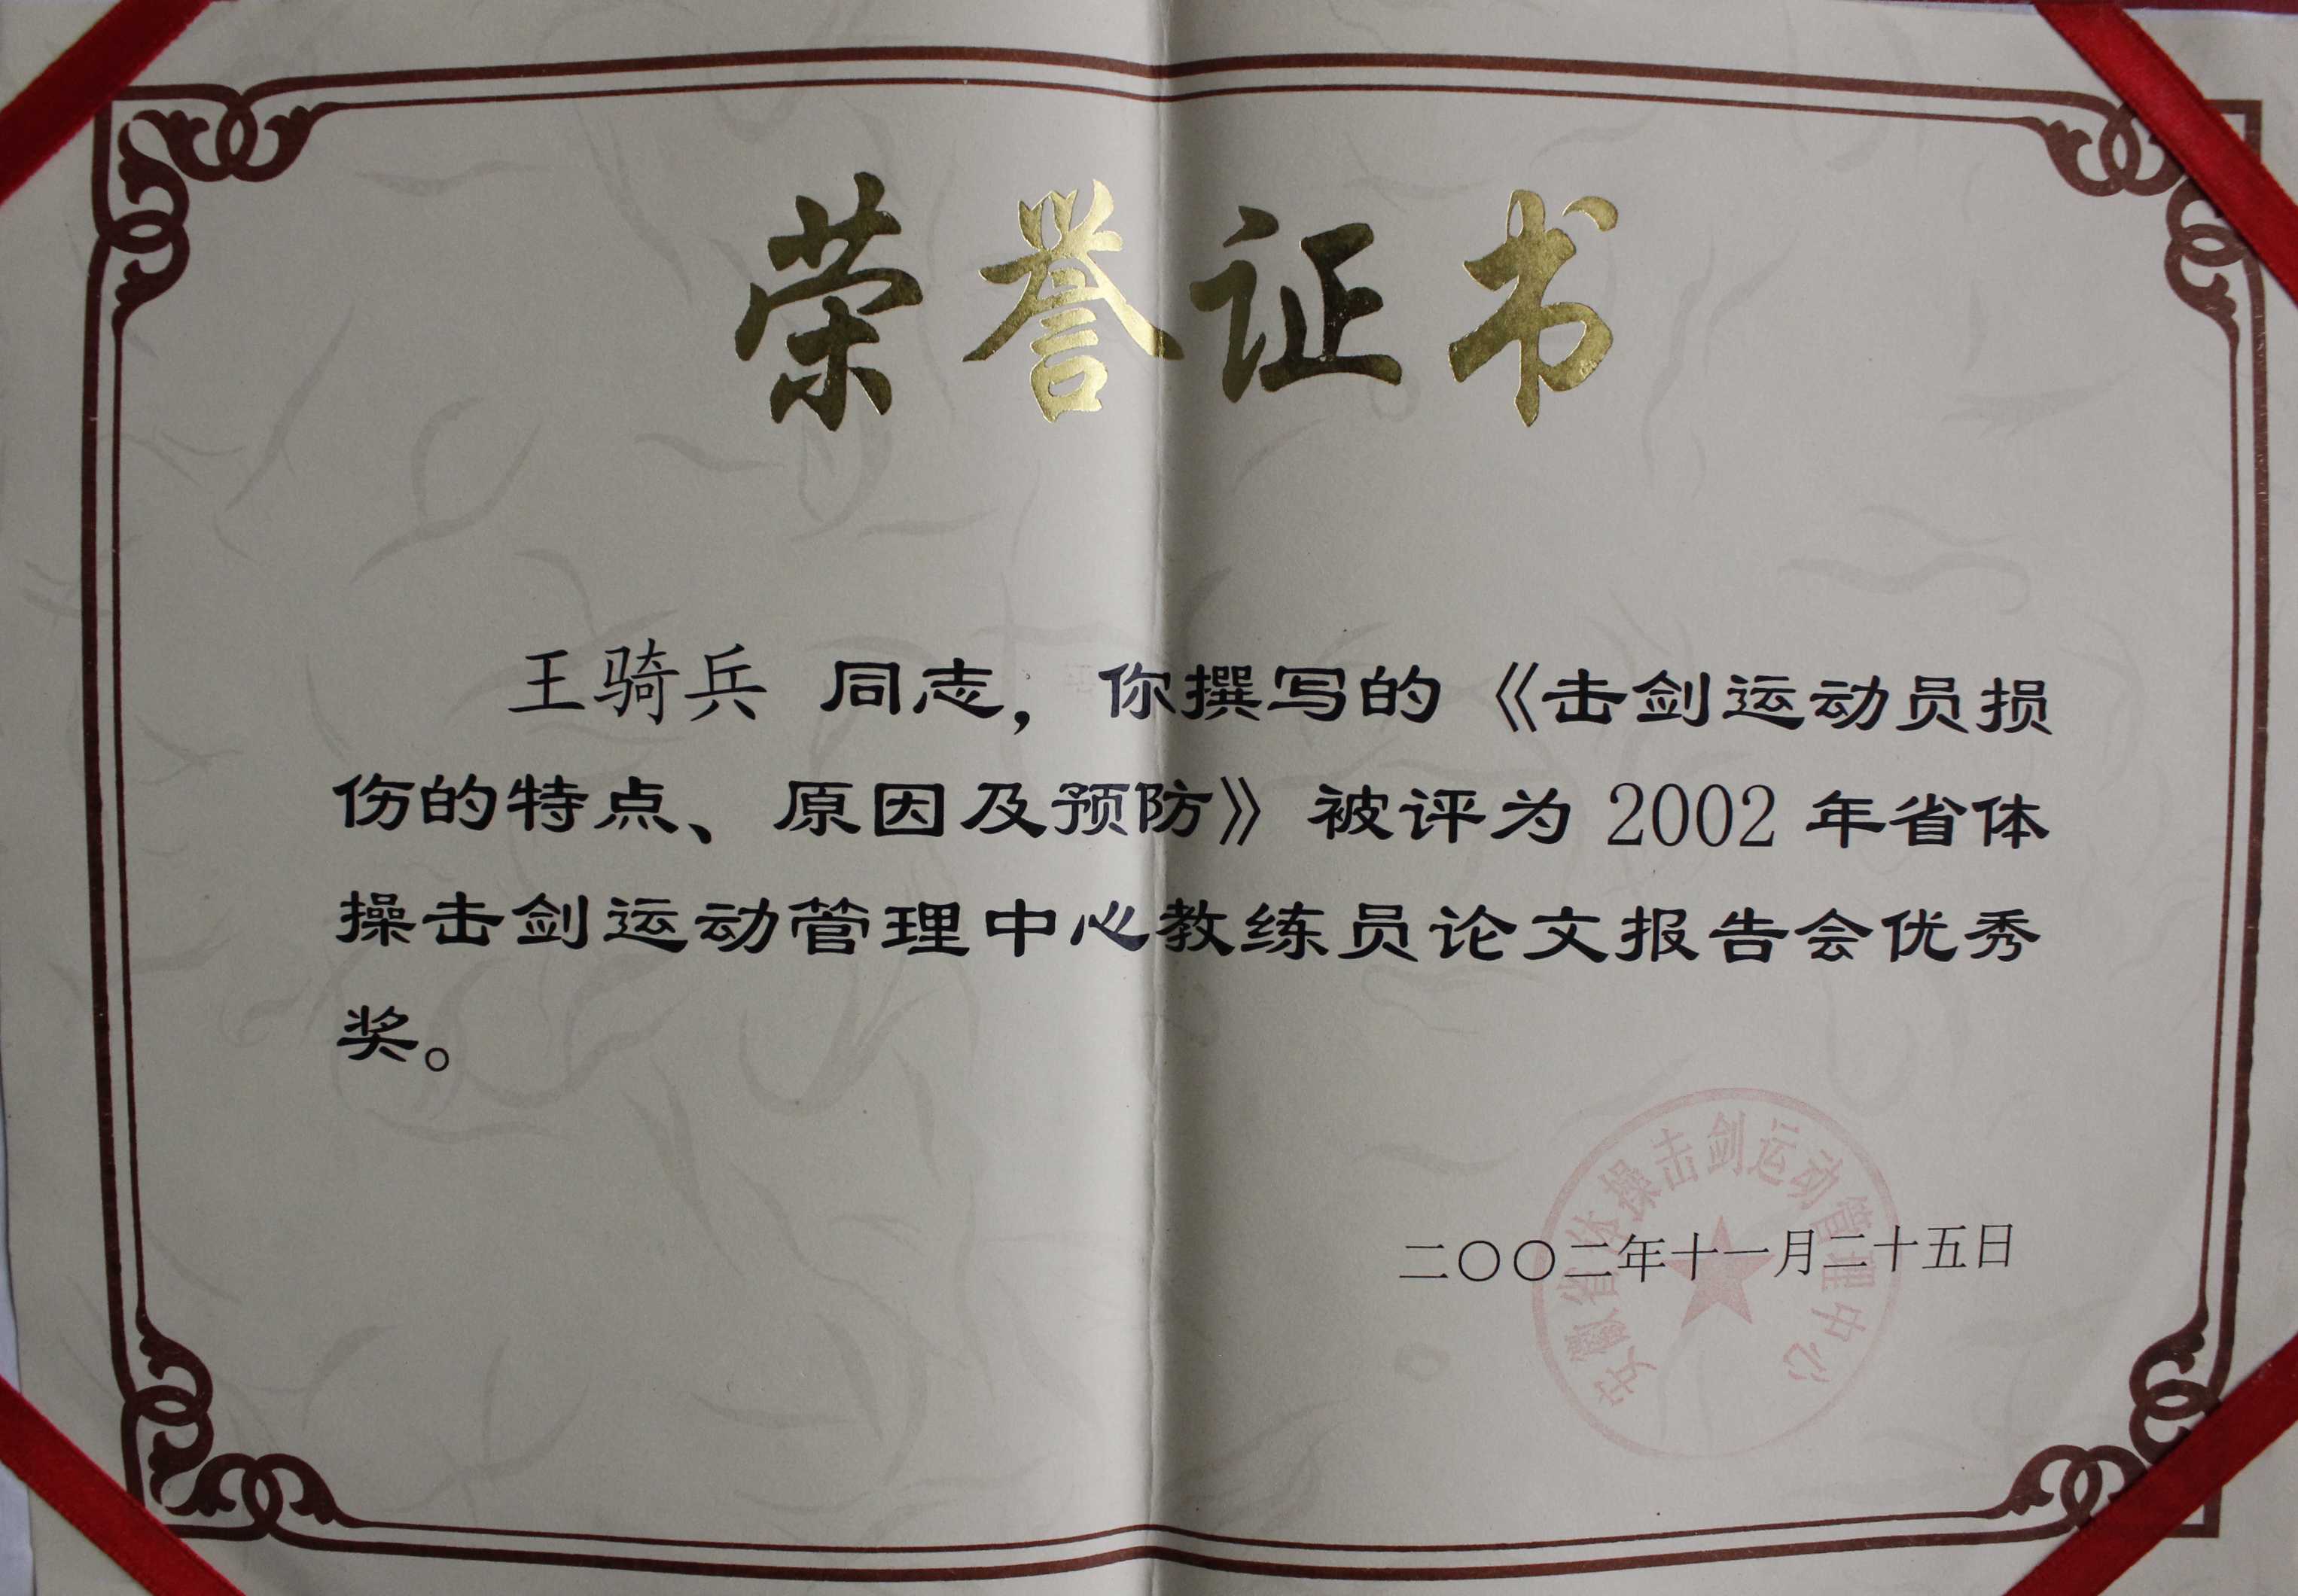 荣誉证书
王骑兵 同志，你撰写的《击剑运动员损
伤的特点、原因及预防》被评为 2002 年省体
操击剑运动管理中心教练员论文报告会优秀
奖。
二〇〇二年十一月二十五日
安徽省体操击剑运动管理中心